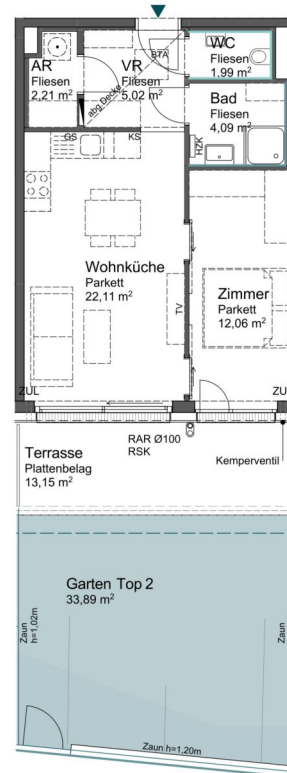 AR
Fliesen
2,21 m²
VR
Fliesen
5,02 m²
BTA
WC
Fliesen
1,99 m²
abg Decke
Bad
Fliesen
4,09 m²
HZK
GS
KS
Wohnküche
Parkett
22,11 m²
TV
Zimmer
Parkett
12,06 m²
ZUL
ZU
RAR Ø100
RSK
Terrasse
Plattenbelag
13,15 m²
Kemperventil
Garten Top 2
33,89 m²
Zaun
h=1,02m
Zaun
Zaun h=1,20m